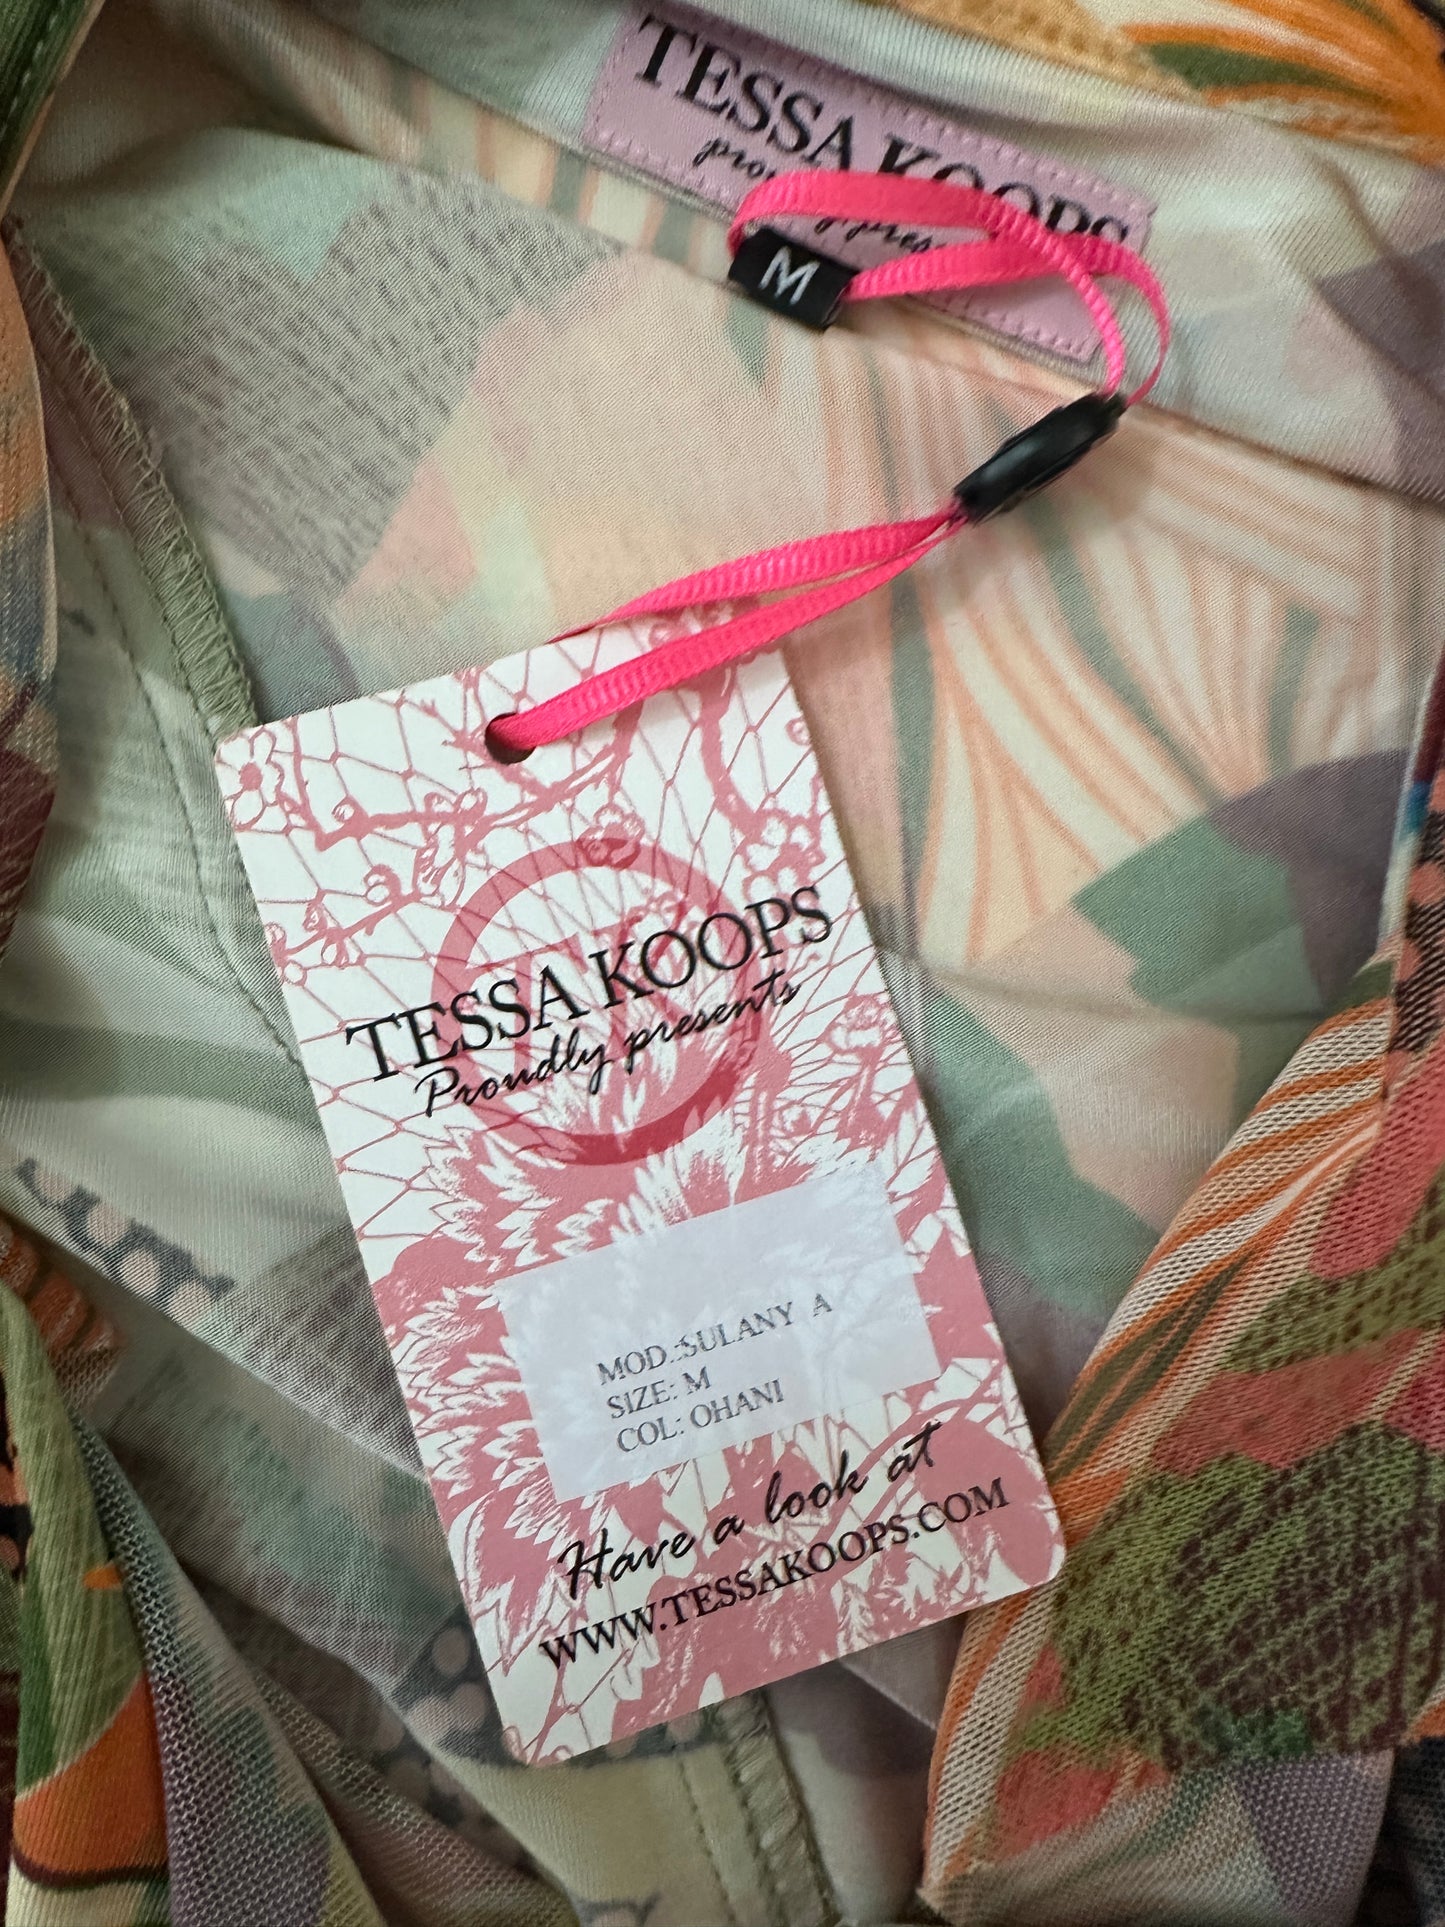 TESSA KOOPS
M
TESSA KOOPS
Proudly presents
MOD.:SULANY A
SIZE: M
COL: OHANI
Have a look at
WWW.TESSAKOOPS.COM